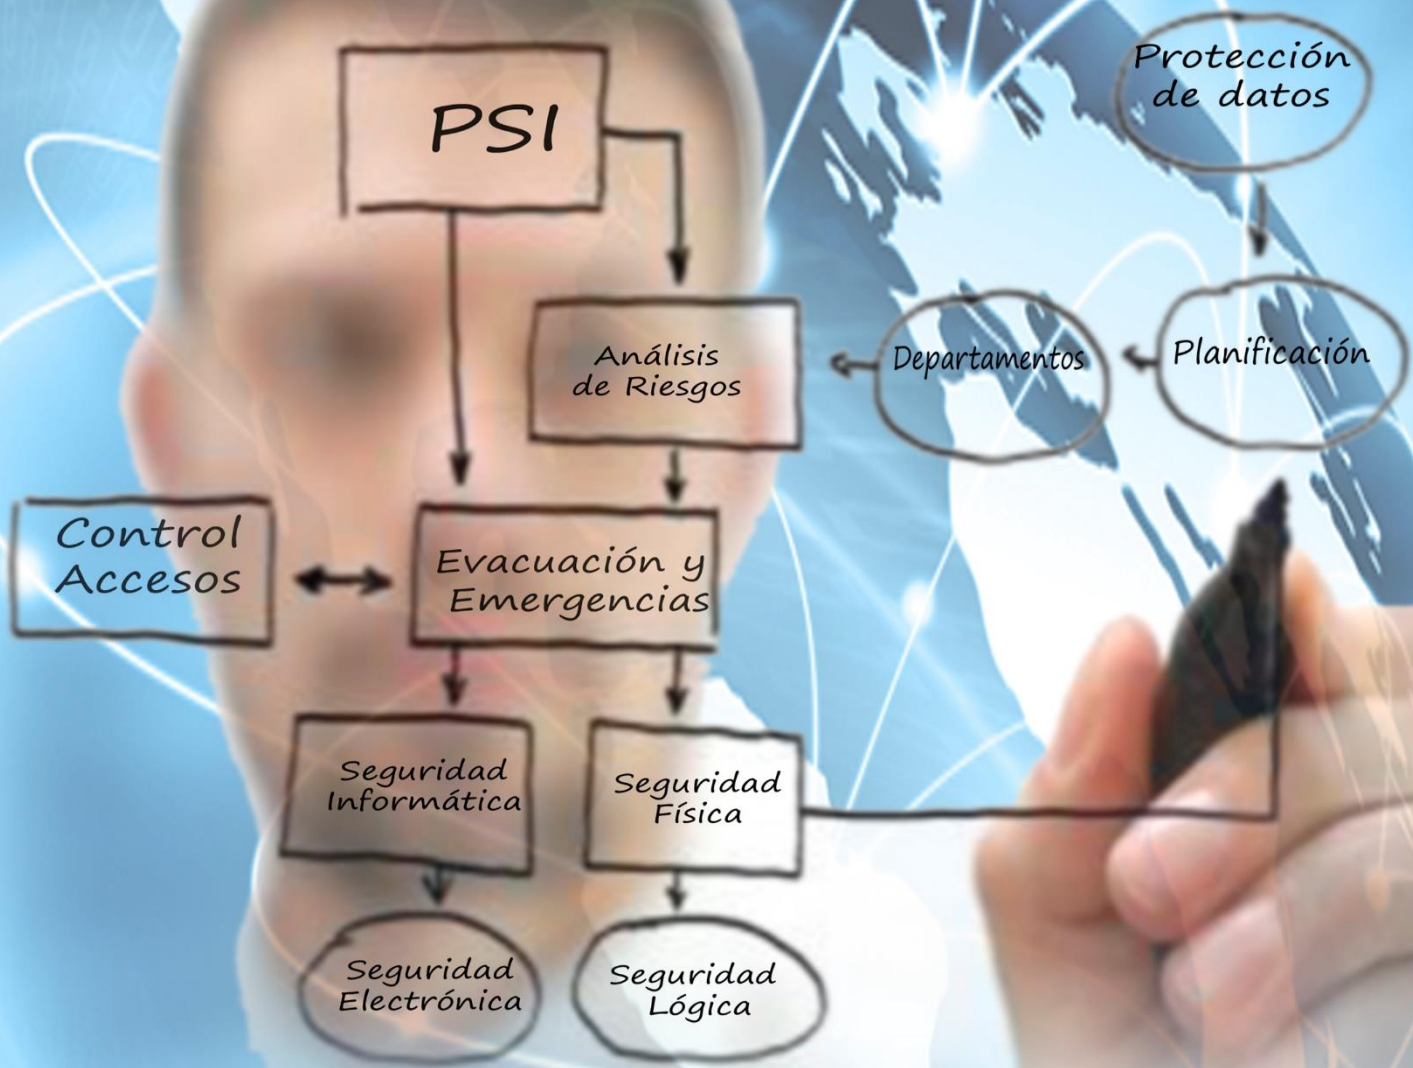 PSI
Protección
de datos
Análisis
de Riesgos
Departamentos
Planificación
Control
Accesos
Evacuación y
Emergencias
Seguridad
Informática
Seguridad
Física
Seguridad
Electrónica
Seguridad
Lógica